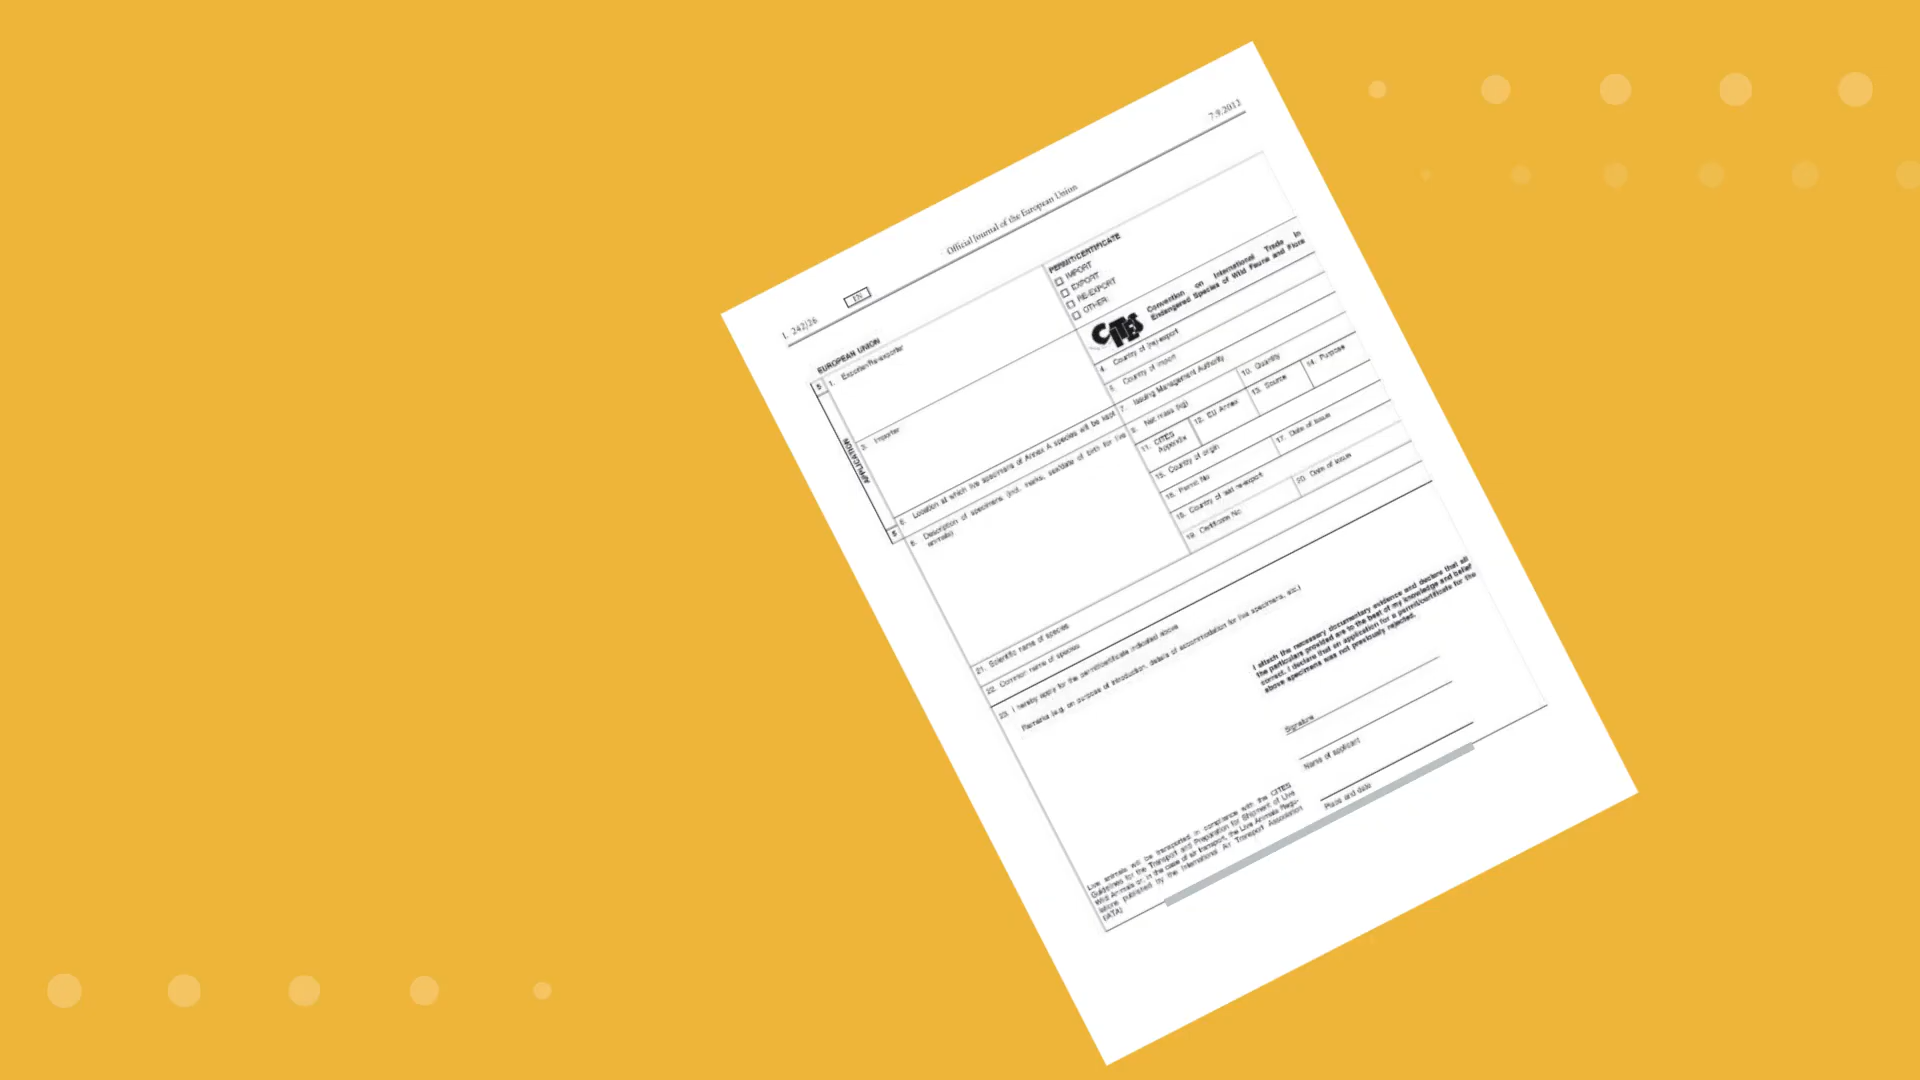 L 242/26
EN
Official Journal of the European Union
7.9.2012
EUROPEAN UNION
5
1. Exporter/Re-exporter
PERMIT/CERTIFICATE
IMPORT
EXPORT
RE-EXPORT
OTHER:
CITES
Convention on International Trade in
Endangered Species of Wild Fauna and Flora
APPLICATION
3. Importer
4. Country of (re)-export
5. Country of import
6. Location at which live specimens of Annex A species will be kept
7. Issuing Management Authority
5
8. Description of specimens (incl. marks, sex/date of birth for live
animals)
9. Net mass (kg)
10. Quantity
11. CITES
Appendix
12. EU Annex
13. Source
14. Purpose
15. Country of origin
16. Permit No
17. Date of issue
18. Country of last re-export
19. Certificate No
20. Date of issue
21. Scientific name of species
22. Common name of species
23. I hereby apply for the permit/certificate indicated above
Remarks (e.g. on purpose of introduction, details of accommodation for live specimens, etc.)
I attach the necessary documentary evidence and declare that all
the particulars provided are to the best of my knowledge and belief
correct. I declare that an application for a permit/certificate for the
above specimens was not previously rejected.
Signature
Name of applicant
Place and date
Live animals will be transported in compliance with the CITES
Guidelines for the Transport and Preparation for Shipment of Live
Wild Animals or, in the case of air transport, the Live Animals Regu-
lations published by the International Air Transport Association
(IATA)